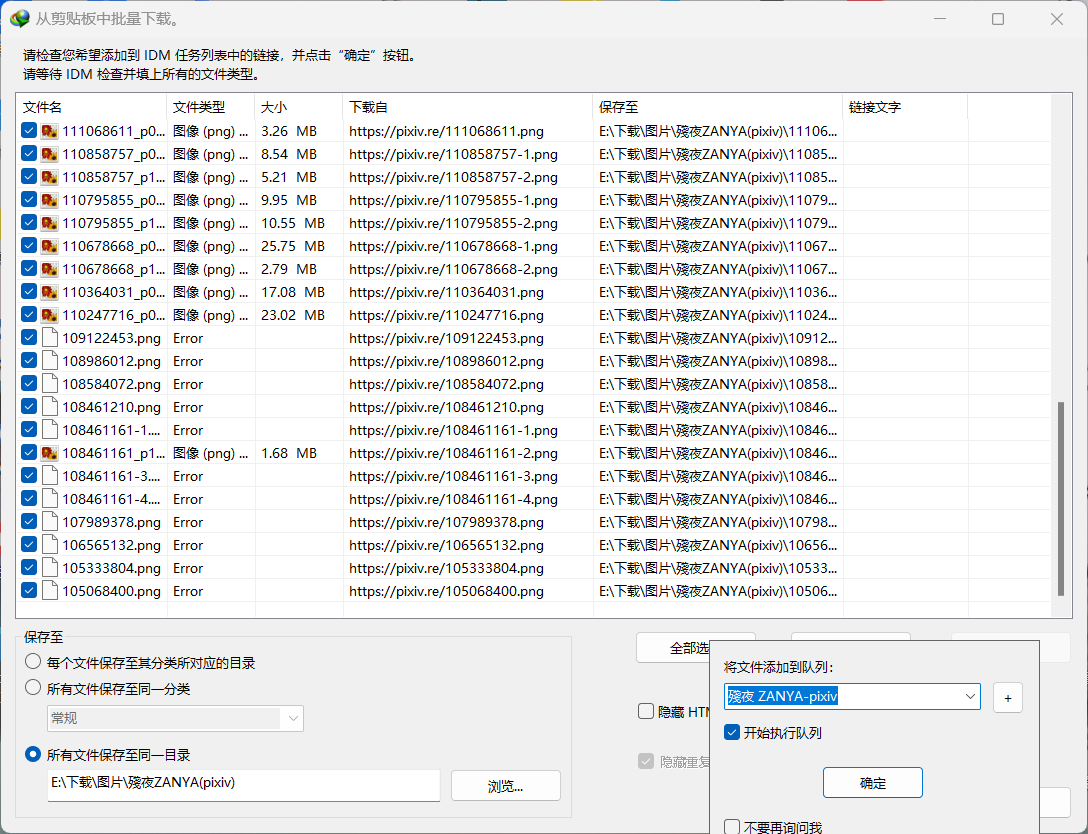 从剪贴板中批量下载。
请检查您希望添加到 IDM 任务列表中的链接，并点击“确定”按钮。
请等待 IDM 检查并填上所有的文件类型。
文件名 文件类型 大小 下载自 保存至 链接文字
111068611_p0... 图像 (png) ... 3.26 MB https://pixiv.re/111068611.png E:\下载\图片\殘夜ZANYA(pixiv)\11106...
110858757_p0... 图像 (png) ... 8.54 MB https://pixiv.re/110858757-1.png E:\下载\图片\殘夜ZANYA(pixiv)\11085...
110858757_p1... 图像 (png) ... 5.21 MB https://pixiv.re/110858757-2.png E:\下载\图片\殘夜ZANYA(pixiv)\11085...
110795855_p0... 图像 (png) ... 9.95 MB https://pixiv.re/110795855-1.png E:\下载\图片\殘夜ZANYA(pixiv)\11079...
110795855_p1... 图像 (png) ... 10.55 MB https://pixiv.re/110795855-2.png E:\下载\图片\殘夜ZANYA(pixiv)\11079...
110678668_p0... 图像 (png) ... 25.75 MB https://pixiv.re/110678668-1.png E:\下载\图片\殘夜ZANYA(pixiv)\11067...
110678668_p1... 图像 (png) ... 2.79 MB https://pixiv.re/110678668-2.png E:\下载\图片\殘夜ZANYA(pixiv)\11067...
110364031_p0... 图像 (png) ... 17.08 MB https://pixiv.re/110364031.png E:\下载\图片\殘夜ZANYA(pixiv)\11036...
110247716_p0... 图像 (png) ... 23.02 MB https://pixiv.re/110247716.png E:\下载\图片\殘夜ZANYA(pixiv)\11024...
109122453.png Error https://pixiv.re/109122453.png E:\下载\图片\殘夜ZANYA(pixiv)\10912...
108986012.png Error https://pixiv.re/108986012.png E:\下载\图片\殘夜ZANYA(pixiv)\10898...
108584072.png Error https://pixiv.re/108584072.png E:\下载\图片\殘夜ZANYA(pixiv)\10858...
108461210.png Error https://pixiv.re/108461210.png E:\下载\图片\殘夜ZANYA(pixiv)\10846...
108461161-1.... Error https://pixiv.re/108461161-1.png E:\下载\图片\殘夜ZANYA(pixiv)\10846...
108461161_p1... 图像 (png) ... 1.68 MB https://pixiv.re/108461161-2.png E:\下载\图片\殘夜ZANYA(pixiv)\10846...
108461161-3.... Error https://pixiv.re/108461161-3.png E:\下载\图片\殘夜ZANYA(pixiv)\10846...
108461161-4.... Error https://pixiv.re/108461161-4.png E:\下载\图片\殘夜ZANYA(pixiv)\10846...
107989378.png Error https://pixiv.re/107989378.png E:\下载\图片\殘夜ZANYA(pixiv)\10798...
106565132.png Error https://pixiv.re/106565132.png E:\下载\图片\殘夜ZANYA(pixiv)\10656...
105333804.png Error https://pixiv.re/105333804.png E:\下载\图片\殘夜ZANYA(pixiv)\10533...
105068400.png Error https://pixiv.re/105068400.png E:\下载\图片\殘夜ZANYA(pixiv)\10506...
保存至
每个文件保存至其分类所对应的目录
所有文件保存至同一分类
常规
所有文件保存至同一目录
E:\下载\图片\殘夜ZANYA(pixiv)
浏览...
全部选
隐藏 HTM
隐藏重复
将文件添加到队列：
殘夜 ZANYA-pixiv
+
开始执行队列
确定
不要再询问我